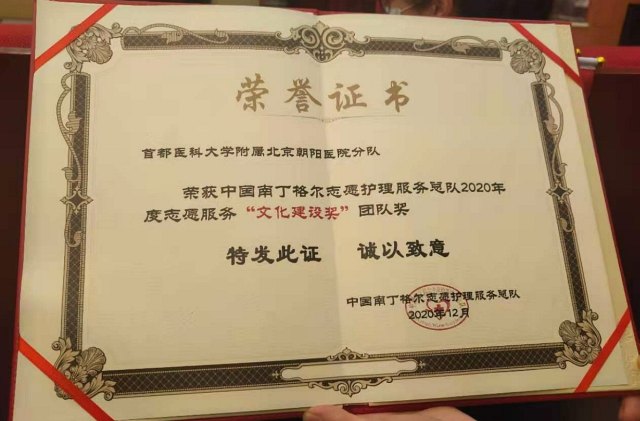 荣誉证书
首都医科大学附属北京朝阳医院分队
荣获中国南丁格尔志愿护理服务总队2020年
度志愿服务“文化建设奖”团队奖
特发此证 诚以致意
中国南丁格尔志愿护理服务总队
2020年12月